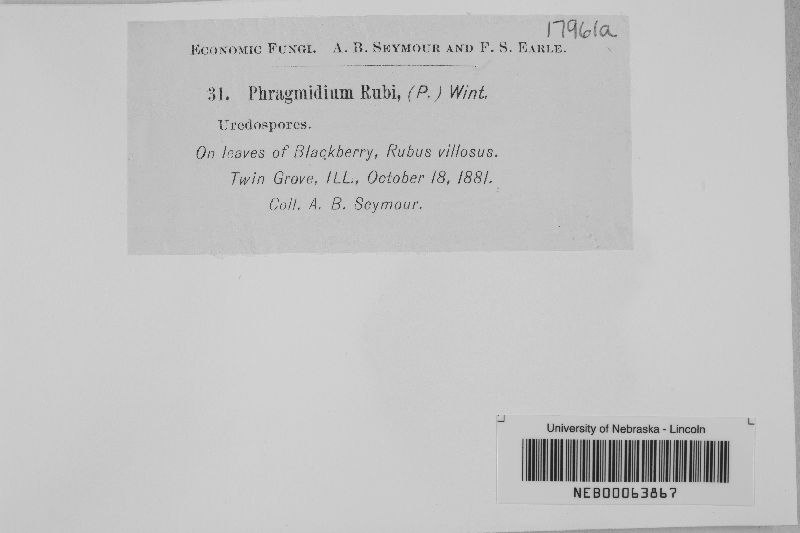 17961a
Economic Fungi. A. B. Seymour and F. S. Earle.
31. Phragmidium Rubi, (P.) Wint.
Uredospores.
On leaves of Blackberry, Rubus villosus.
Twin Grove, ILL., October 18, 1881.
Coll. A. B. Seymour.
University of Nebraska - Lincoln
NEB00063867